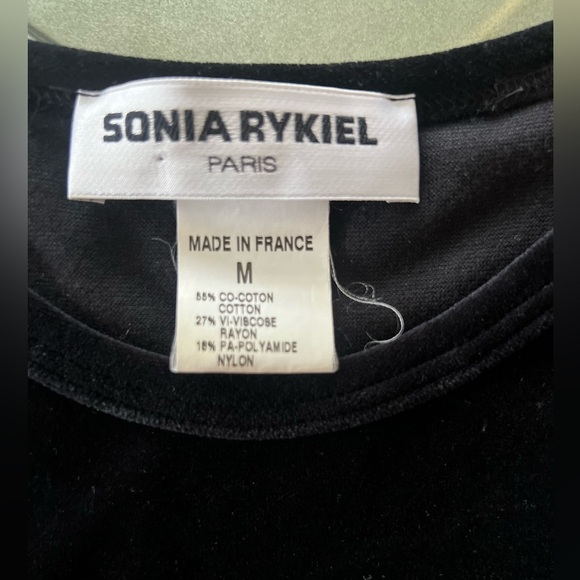 SONIA RYKIEL
PARIS
MADE IN FRANCE
M
55% CO-COTON
COTTON
27% VI-VISCOSE
RAYON
18% PA-POLYAMIDE
NYLON